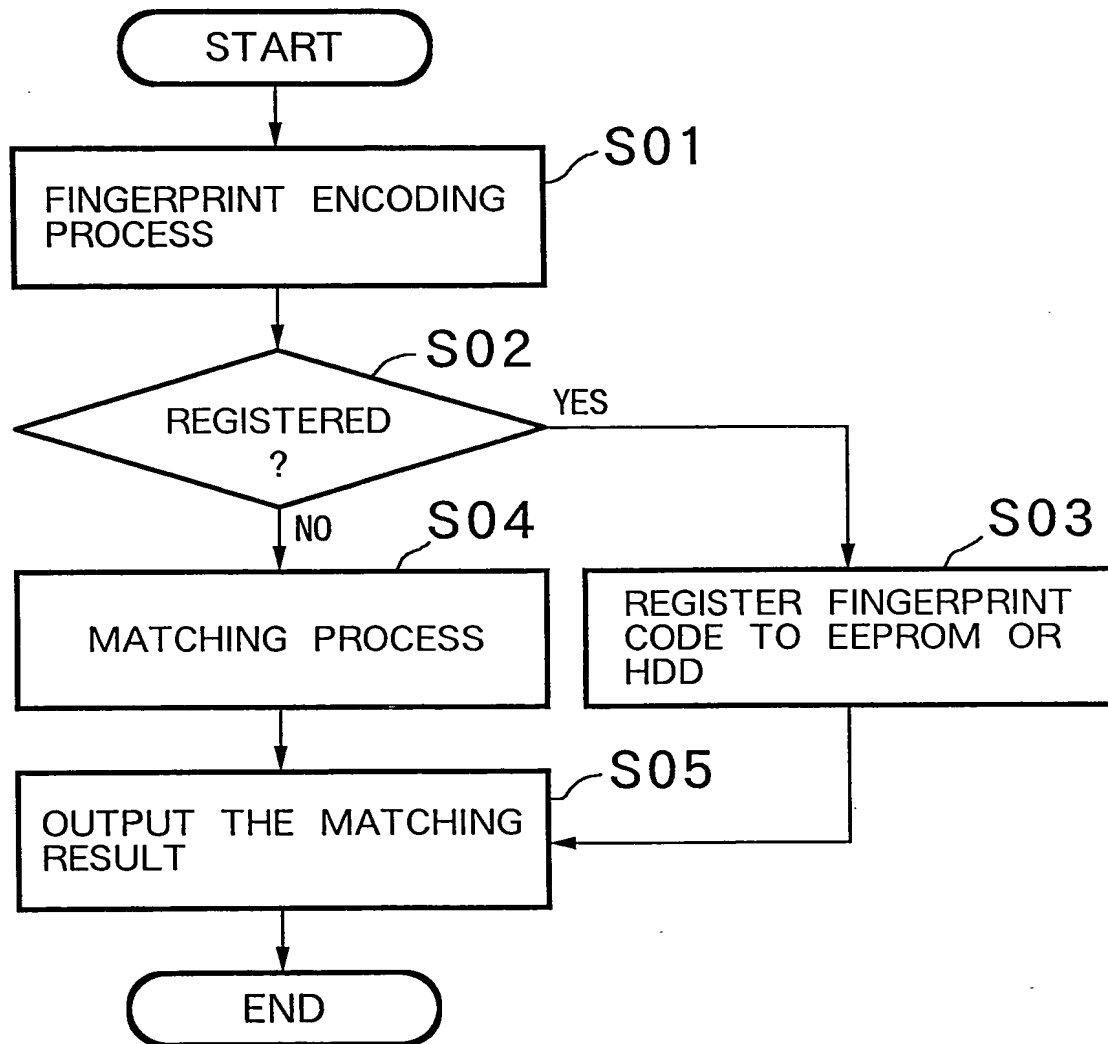 START
S01
FINGERPRINT ENCODING
PROCESS
S02
REGISTERED
?
YES
NO
S04
MATCHING PROCESS
S03
REGISTER FINGERPRINT
CODE TO EEPROM OR
HDD
S05
OUTPUT THE MATCHING
RESULT
END